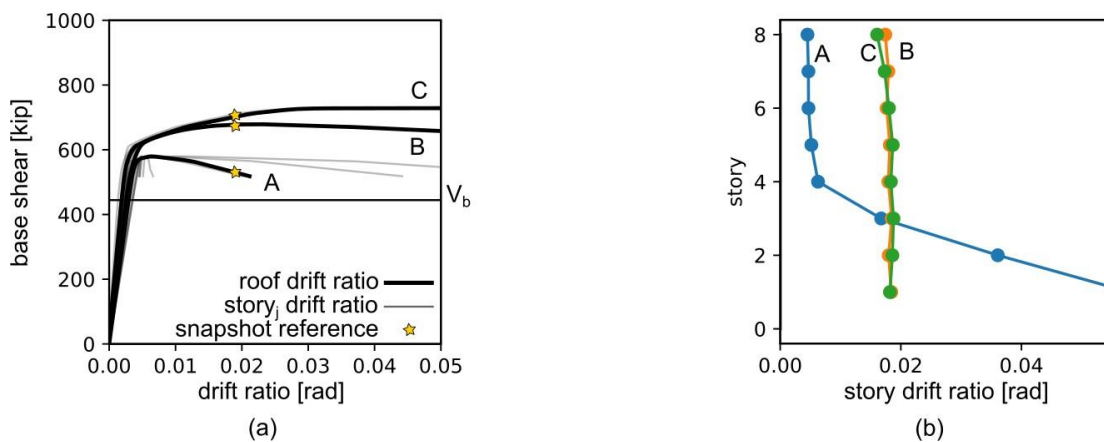 1000
800
600
400
200
0
base shear [kip]
C
B
A
V_b
roof drift ratio
story_j drift ratio
snapshot reference
0.00 0.01 0.02 0.03 0.04 0.05
drift ratio [rad]
(a)
8
6
4
2
0
story
A C B
0.00 0.02 0.04
story drift ratio [rad]
(b)